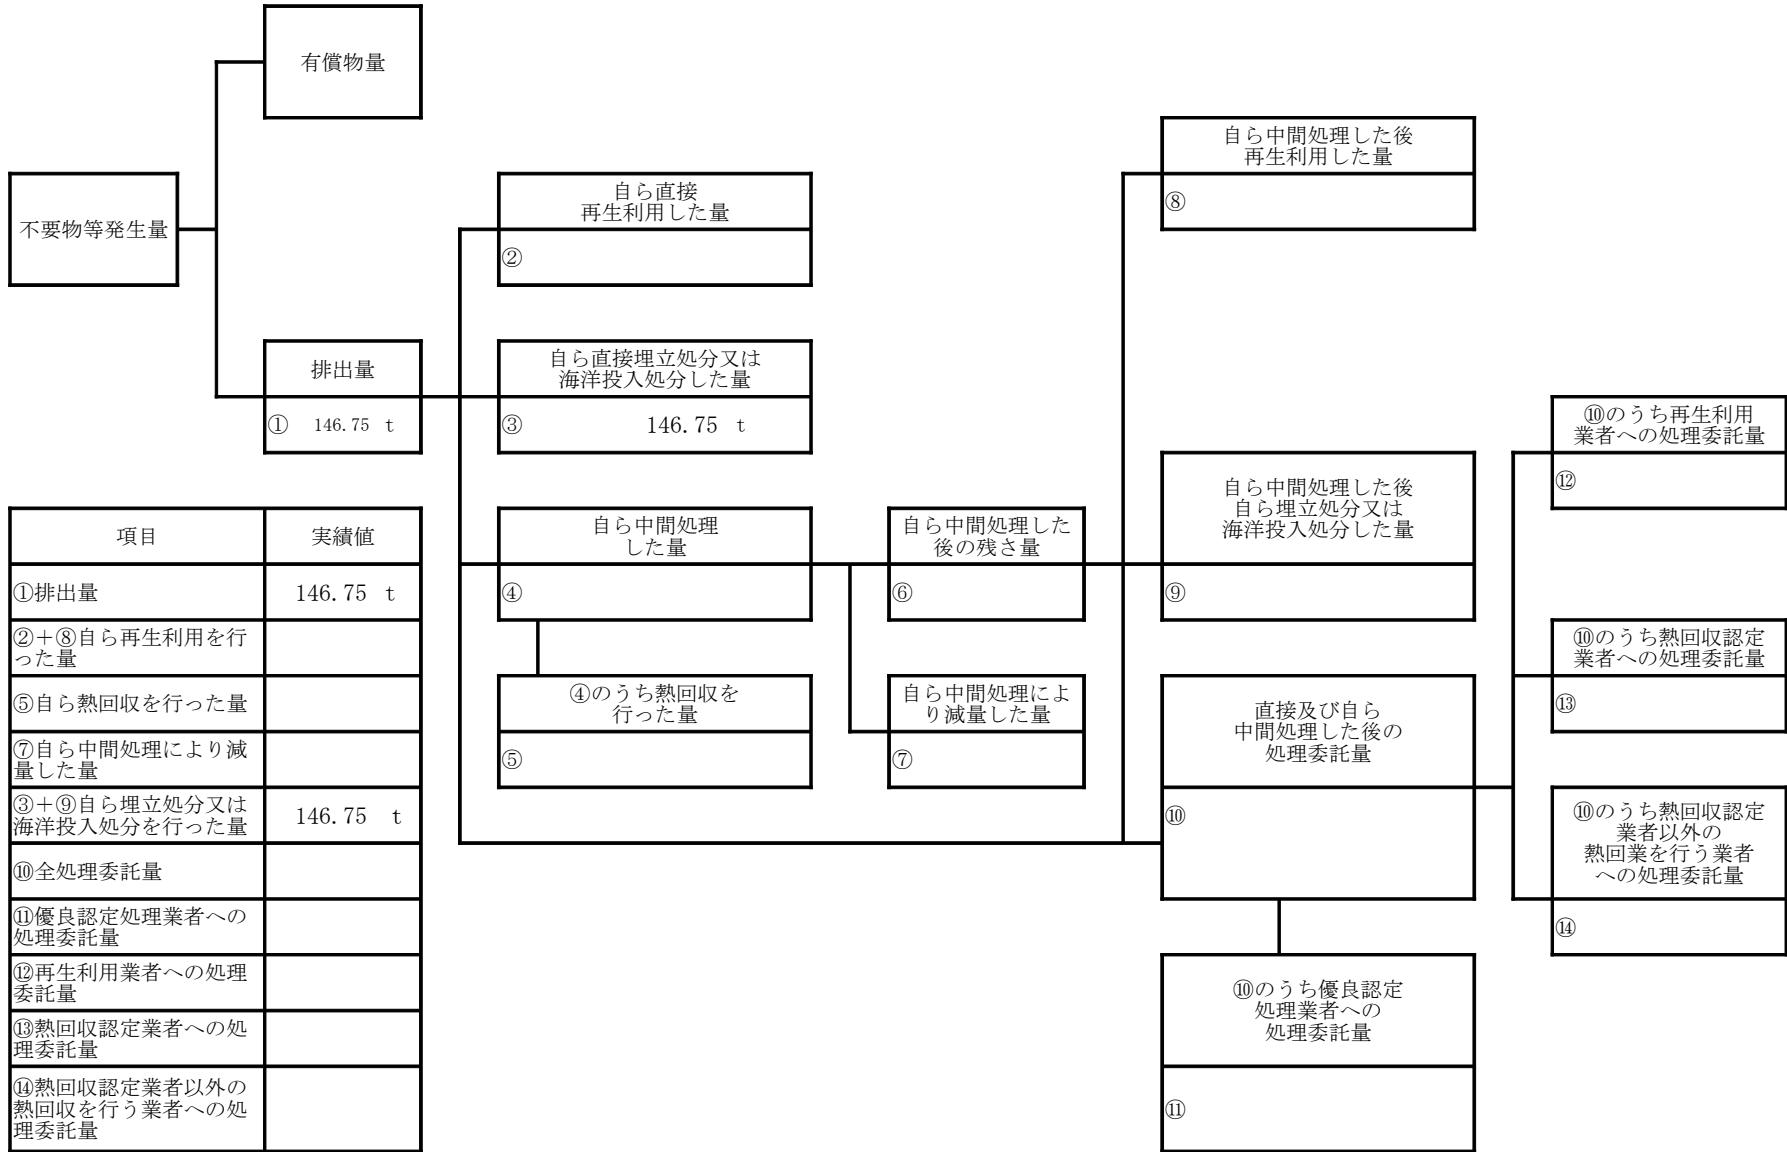 有償物量
不要物等発生量
排出量
① 146.75 t
自ら直接
再生利用した量
②
自ら直接埋立処分又は
海洋投入処分した量
③ 146.75 t
自ら中間処理
した量
④
④のうち熱回収を
行った量
⑤
自ら中間処理した
後の残さ量
⑥
自ら中間処理によ
り減量した量
⑦
自ら中間処理した後
再生利用した量
⑧
自ら中間処理した後
自ら埋立処分又は
海洋投入処分した量
⑨
直接及び自ら
中間処理した後の
処理委託量
⑩
⑩のうち優良認定
処理業者への
処理委託量
⑪
⑩のうち再生利用
業者への処理委託量
⑫
⑩のうち熱回収認定
業者への処理委託量
⑬
⑩のうち熱回収認定
業者以外の
熱回業を行う業者
への処理委託量
⑭
項目 実績値
①排出量 146.75 t
②＋⑧自ら再生利用を行
った量
⑤自ら熱回収を行った量
⑦自ら中間処理により減
量した量
③＋⑨自ら埋立処分又は
海洋投入処分を行った量 146.75 t
⑩全処理委託量
⑪優良認定処理業者への
処理委託量
⑫再生利用業者への処理
委託量
⑬熱回収認定業者への処
理委託量
⑭熱回収認定業者以外の
熱回収を行う業者への処
理委託量